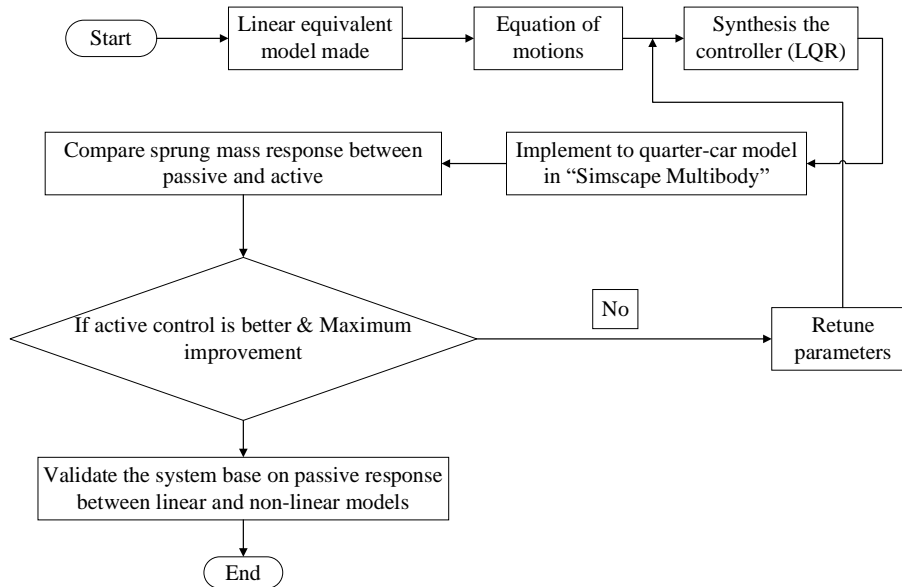 Start
Linear equivalent
model made
Equation of
motions
Synthesis the
controller (LQR)
Compare sprung mass response between
passive and active
Implement to quarter-car model
in “Simscape Multibody”
If active control is better & Maximum
improvement
No
Retune
parameters
Validate the system base on passive response
between linear and non-linear models
End